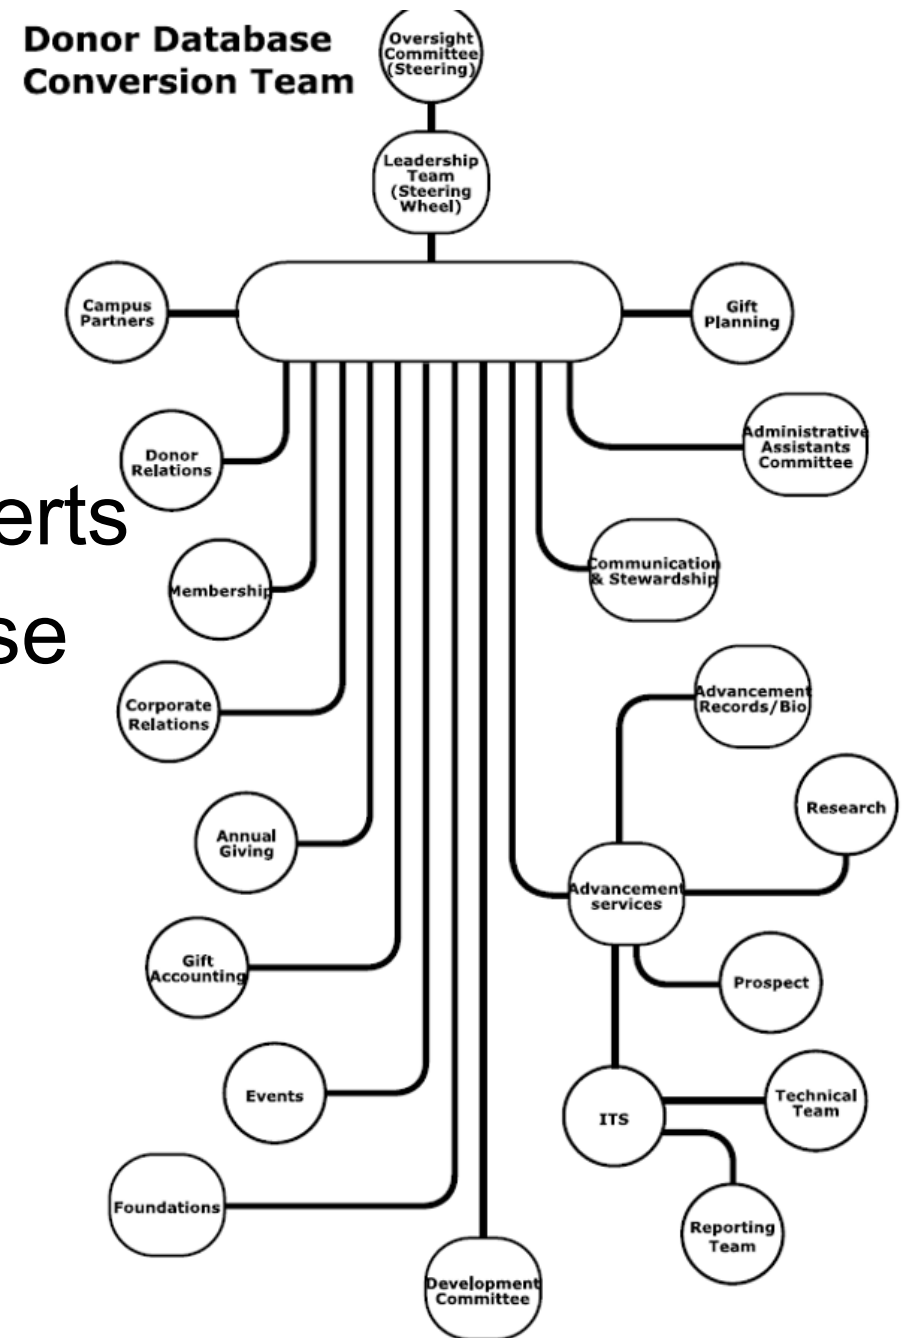 Donor Database
Conversion Team
Oversight
Committee
(Steering)
Leadership
Team
(Steering
Wheel)
Campus
Partners
Gift
Planning
Donor
Relations
Administrative
Assistants
Committee
erts
Membership
Communication
& Stewardship
se
Corporate
Relations
Advancement
Records/Bio
Research
Annual
Giving
Advancement
services
Gift
Accounting
Prospect
Events
ITS
Technical
Team
Foundations
Reporting
Team
Development
Committee